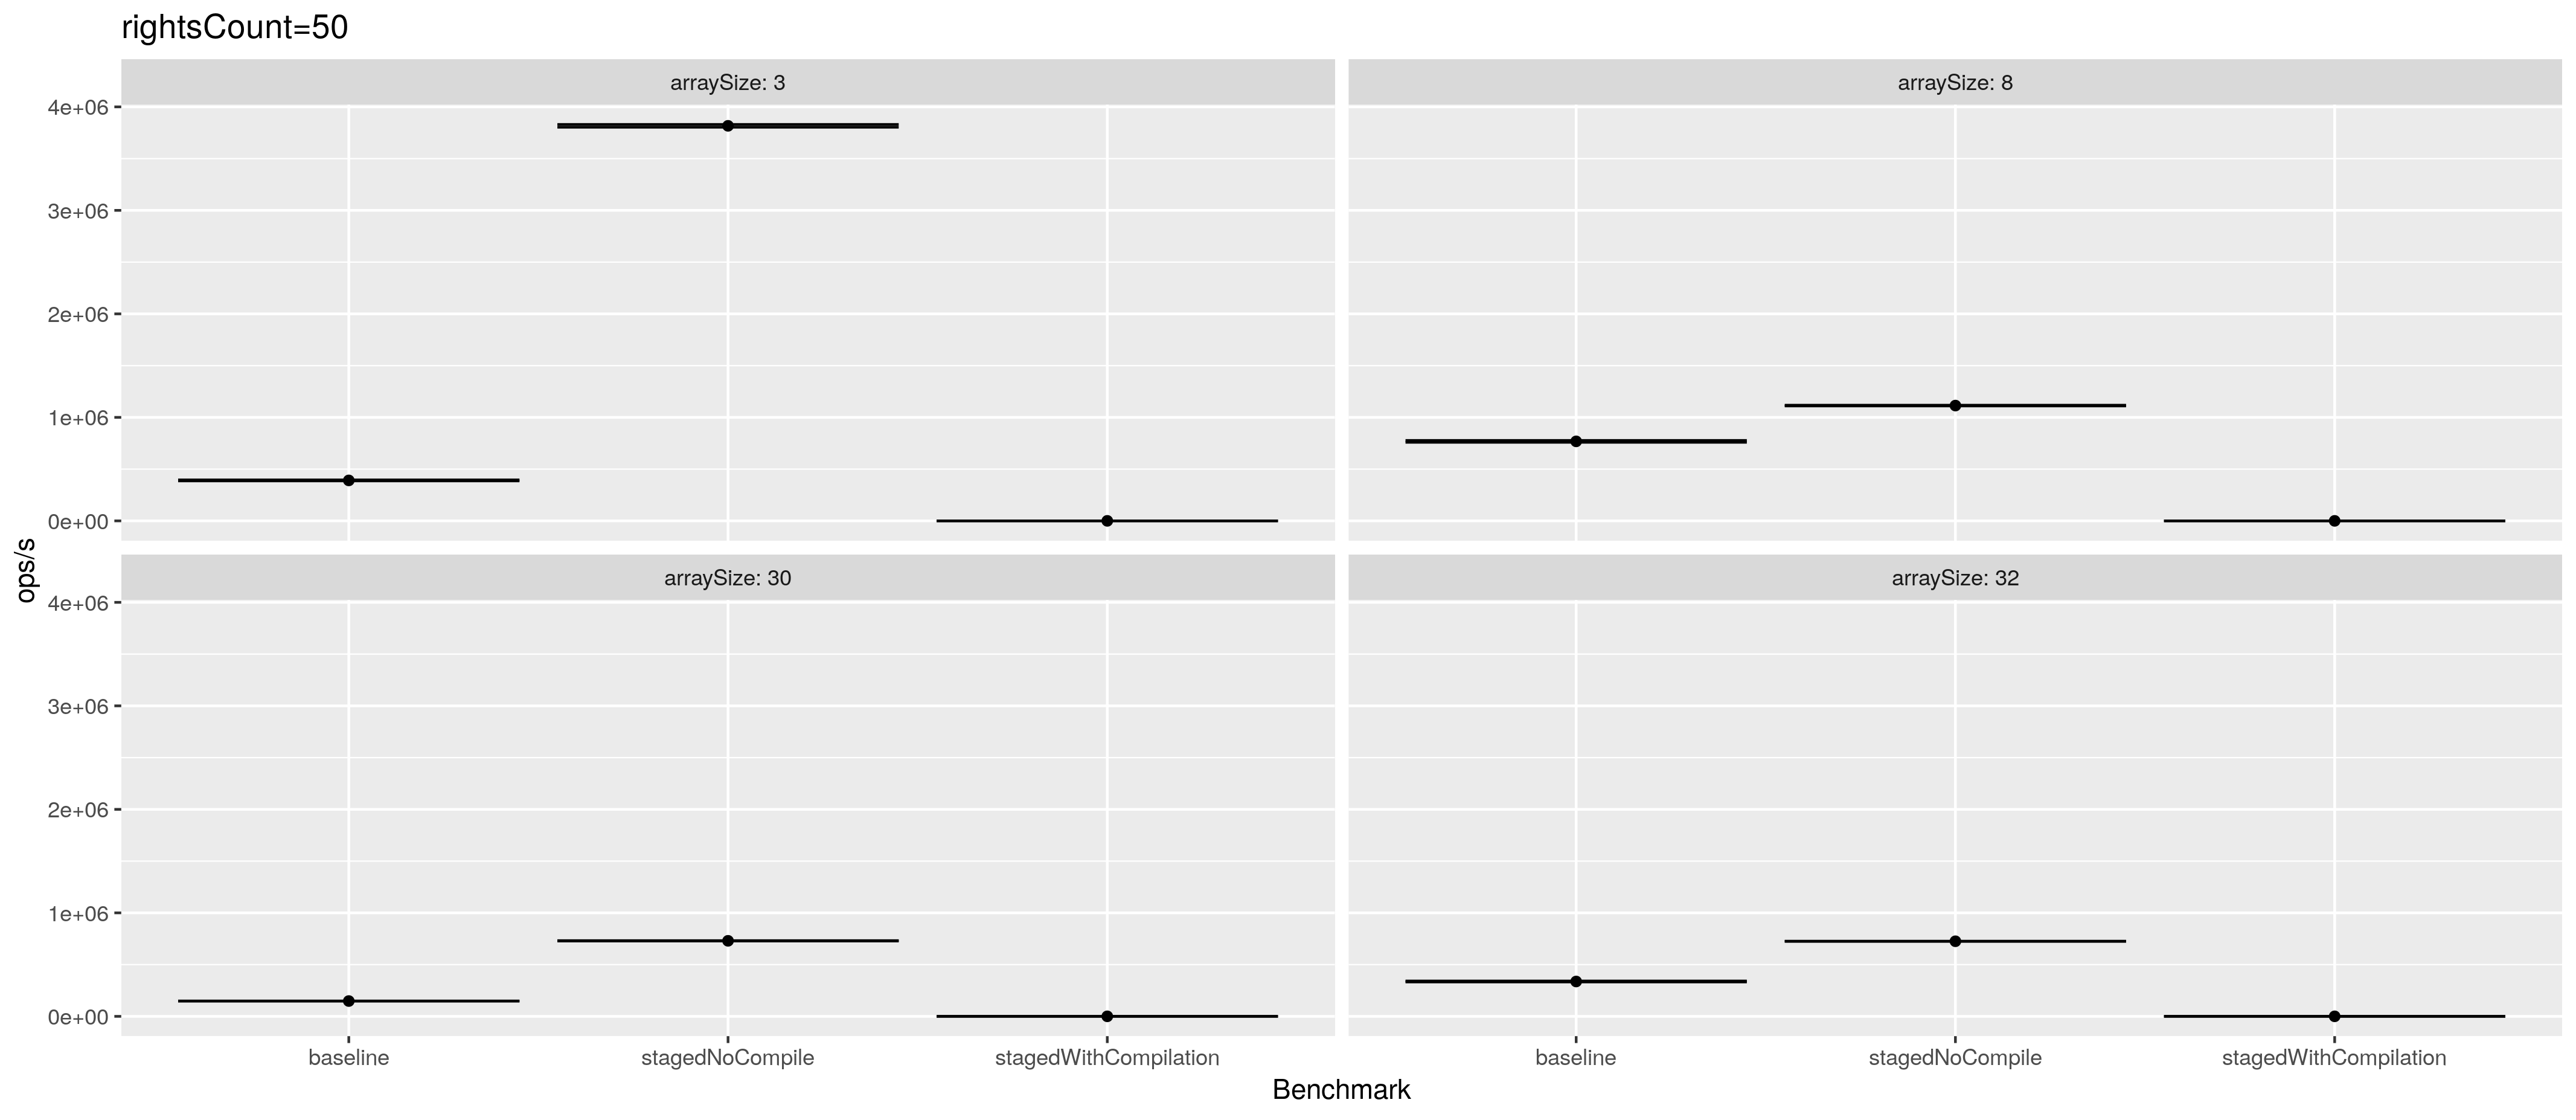 rightsCount=50
arraySize: 3
arraySize: 8
4e+06
3e+06
2e+06
1e+06
0e+00
arraySize: 30
arraySize: 32
4e+06
3e+06
2e+06
1e+06
0e+00
ops/s
baseline stagedNoCompile stagedWithCompilation
baseline stagedNoCompile stagedWithCompilation
Benchmark